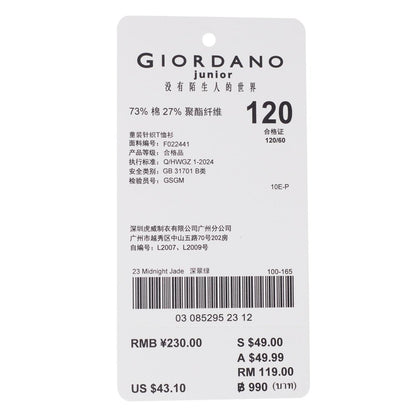 GIORDANO
junior
没有陌生人的世界
73% 棉 27% 聚酯纤维
120
合格证
120/60
童装针织T恤衫
面料编号： F022441
产品等级： 合格品
执行标准： Q/HWGZ 1-2024
安全类别： GB 31701 B类
检验员号： GSGM
10E-P
深圳虎威制衣有限公司广州分公司
广州市越秀区中山五路70号202房
自编号： L2007、L2009号
23 Midnight Jade 深翠绿 100-165
03 085295 23 12
RMB ¥230.00 S $49.00
A $49.99
RM 119.00
US $43.10 ฿ 990 (บาท)